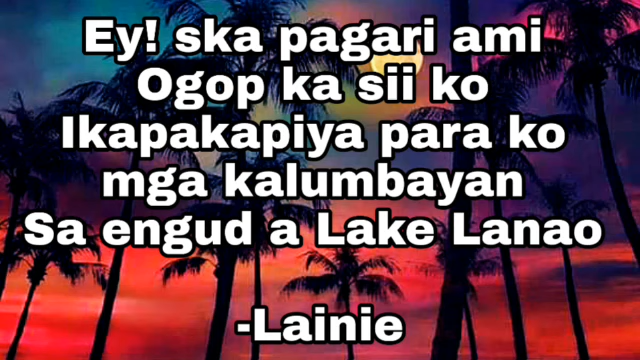 Ey! ska pagari ami
Ogop ka sii ko
Ikapakapiya para ko
mga kalumbayan
Sa engud a Lake Lanao
-Lainie